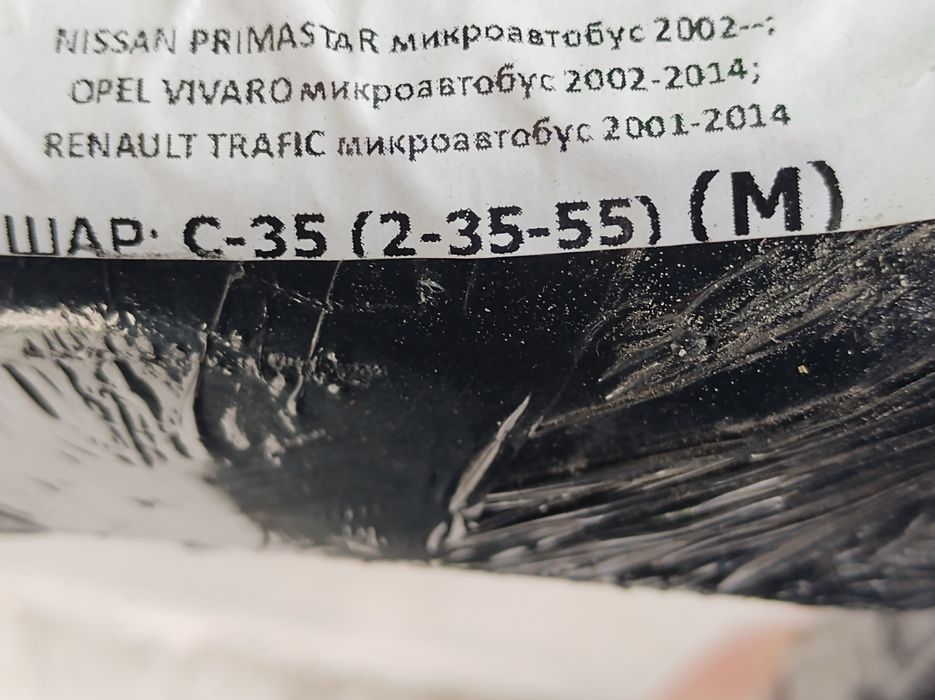 NISSAN PRIMASTAR микроавтобус 2002--;
OPEL VIVARO микроавтобус 2002-2014;
RENAULT TRAFIC микроавтобус 2001-2014
ШАР: С-35 (2-35-55) (М)